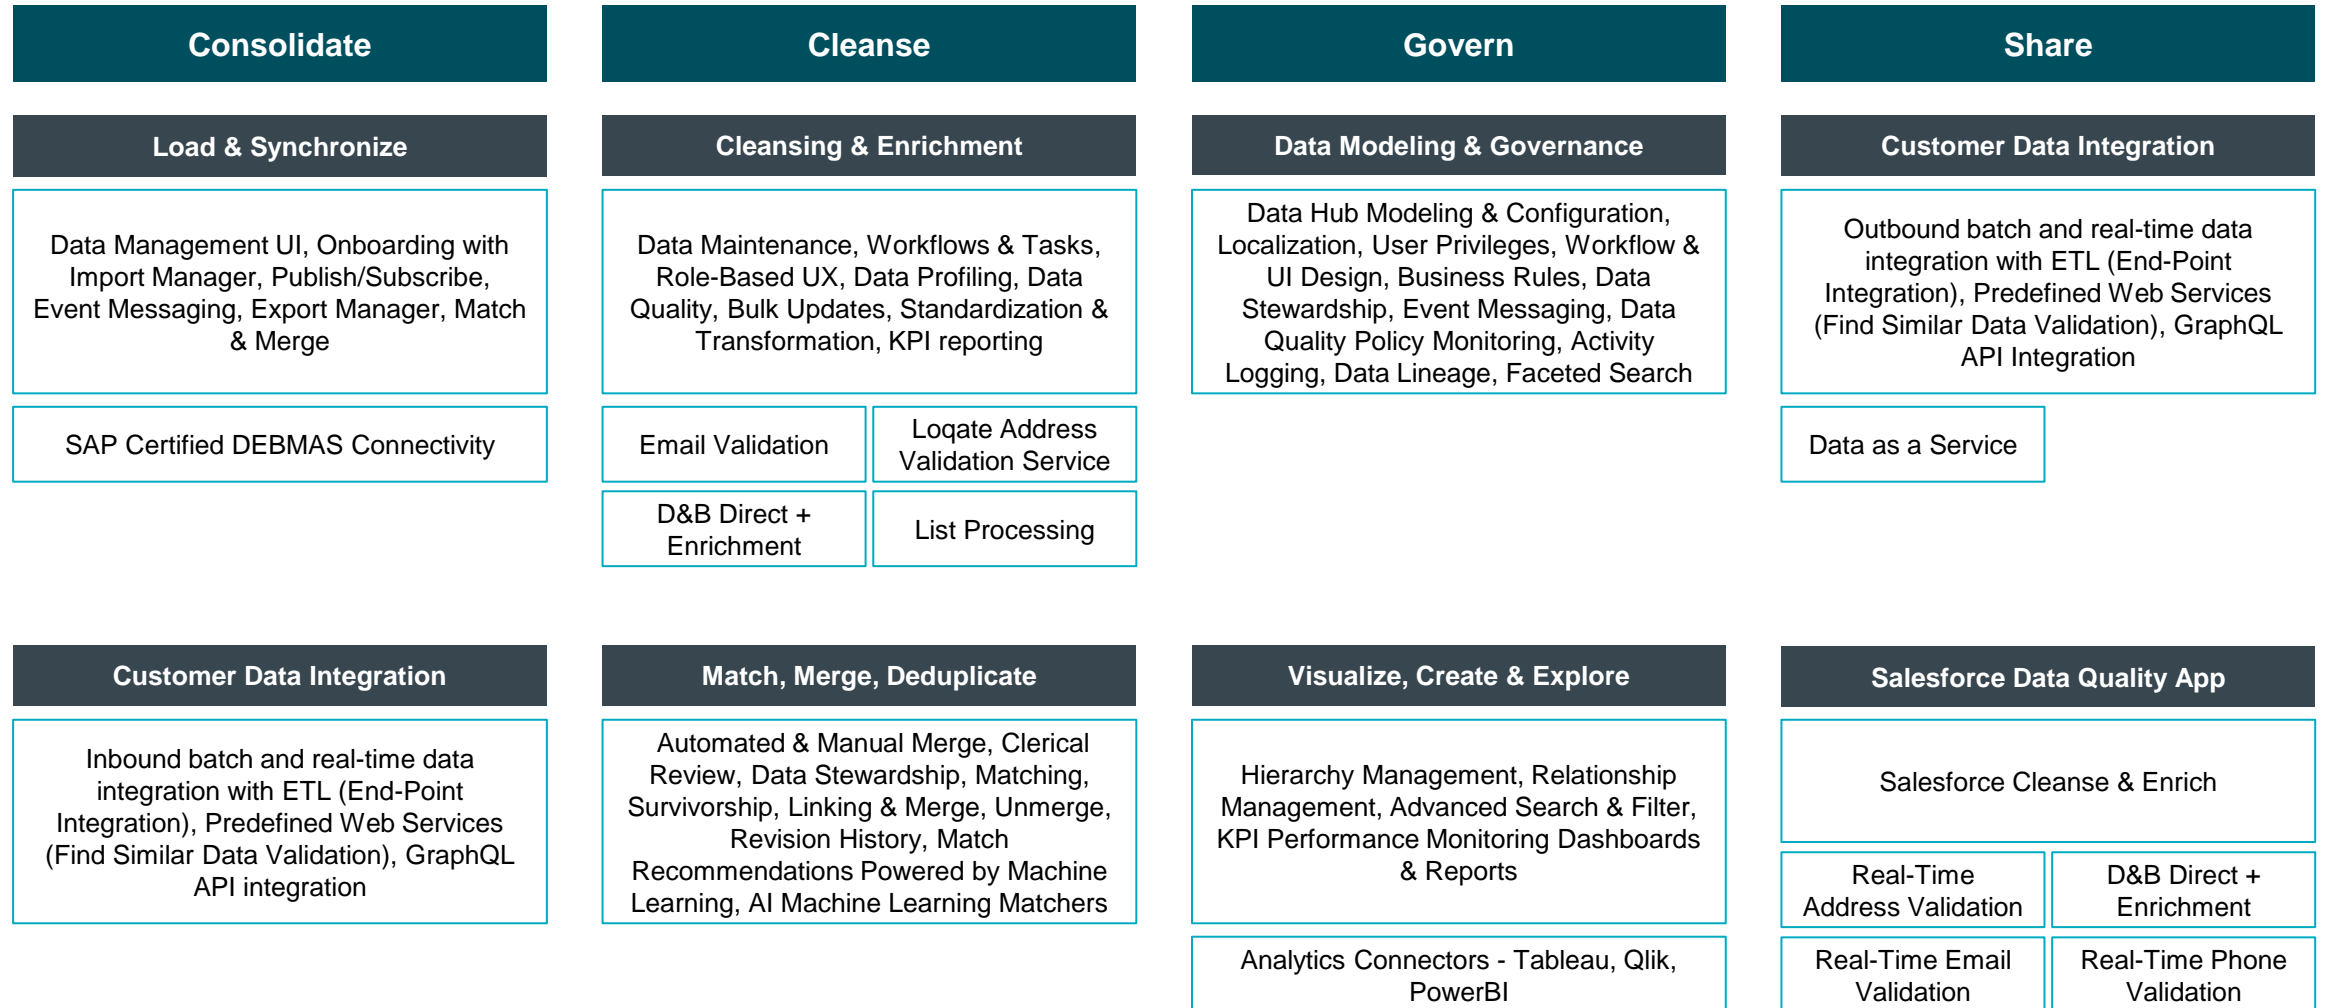 Consolidate
Cleanse
Govern
Share
Load & Synchronize
Data Management UI, Onboarding with
Import Manager, Publish/Subscribe,
Event Messaging, Export Manager, Match
& Merge
SAP Certified DEBMAS Connectivity
Cleansing & Enrichment
Data Maintenance, Workflows & Tasks,
Role-Based UX, Data Profiling, Data
Quality, Bulk Updates, Standardization &
Transformation, KPI reporting
Email Validation
Loqate Address
Validation Service
D&B Direct +
Enrichment
List Processing
Data Modeling & Governance
Data Hub Modeling & Configuration,
Localization, User Privileges, Workflow &
UI Design, Business Rules, Data
Stewardship, Event Messaging, Data
Quality Policy Monitoring, Activity
Logging, Data Lineage, Faceted Search
Customer Data Integration
Outbound batch and real-time data
integration with ETL (End-Point
Integration), Predefined Web Services
(Find Similar Data Validation), GraphQL
API Integration
Data as a Service
Customer Data Integration
Inbound batch and real-time data
integration with ETL (End-Point
Integration), Predefined Web Services
(Find Similar Data Validation), GraphQL
API integration
Match, Merge, Deduplicate
Automated & Manual Merge, Clerical
Review, Data Stewardship, Matching,
Survivorship, Linking & Merge, Unmerge,
Revision History, Match
Recommendations Powered by Machine
Learning, AI Machine Learning Matchers
Visualize, Create & Explore
Hierarchy Management, Relationship
Management, Advanced Search & Filter,
KPI Performance Monitoring Dashboards
& Reports
Analytics Connectors - Tableau, Qlik,
PowerBI
Salesforce Data Quality App
Salesforce Cleanse & Enrich
Real-Time
Address Validation
D&B Direct +
Enrichment
Real-Time Email
Validation
Real-Time Phone
Validation